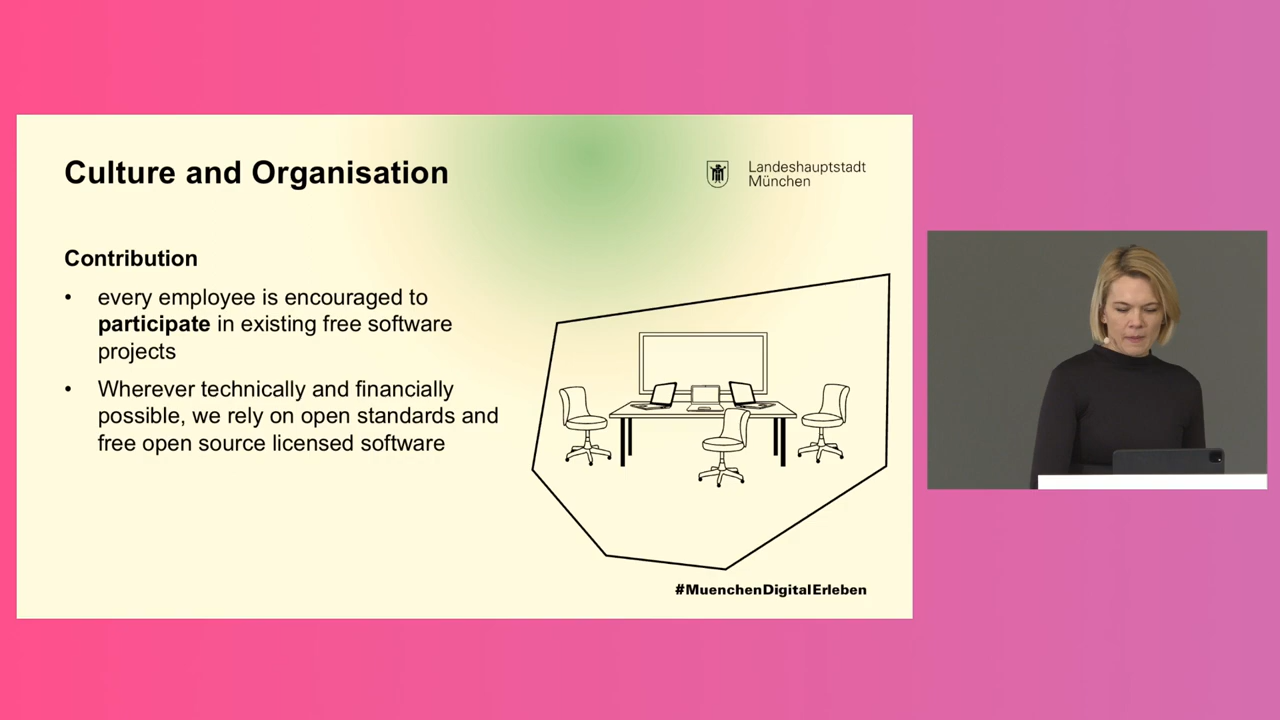 Culture and Organisation
Landeshauptstadt
München
Contribution
• every employee is encouraged to
participate in existing free software
projects
• Wherever technically and financially
possible, we rely on open standards and
free open source licensed software
#MuenchenDigitalErleben